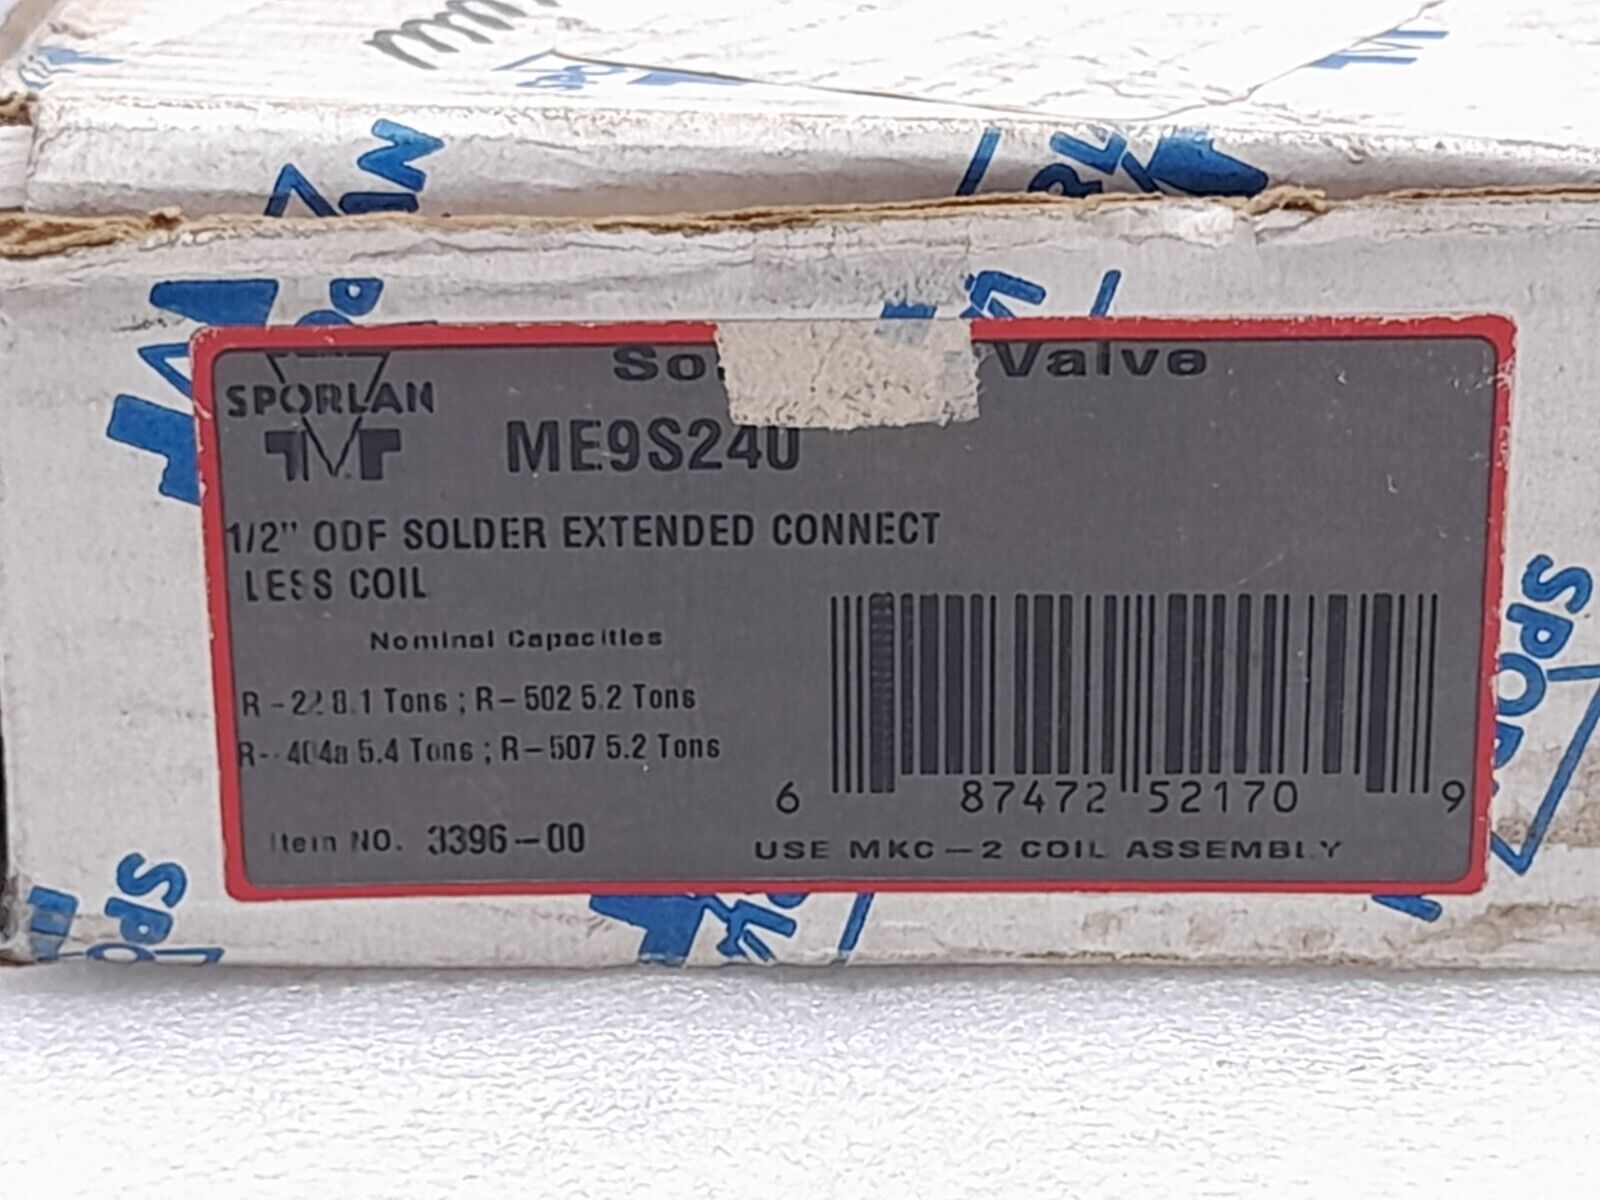 Valve
SPORLAN
ME9S240
1/2" ODF SOLDER EXTENDED CONNECT
LESS COIL
Nominal Capacities
R-22 8.1 Tons ; R-502 5.2 Tons
R-404a 5.4 Tons ; R-507 5.2 Tons
6 87472 52170 9
Item NO. 3396-00
USE MKC-2 COIL ASSEMBLY
SPOR
SPO